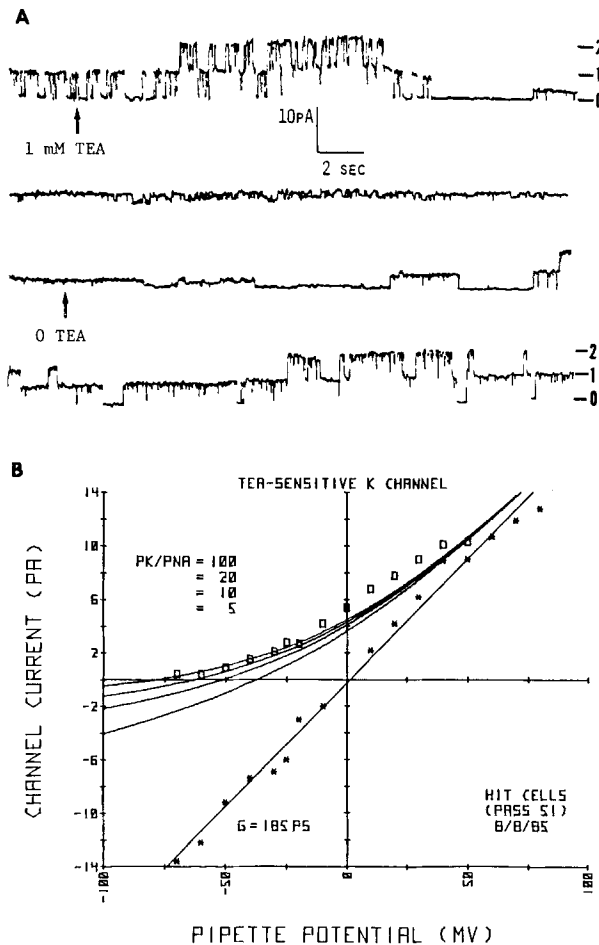 A
–2
–1
–0
10PA
2 SEC
1 mM TEA
0 TEA
–2
–1
–0
B
TEA-SENSITIVE K CHANNEL
14
10
6
2
-2
-6
-10
-14
CHANNEL CURRENT (PA)
PK/PNA = 100
= 20
= 10
= 5
G = 185 PS
HIT CELLS
(PASS 51)
8/8/85
-100
-50
0
50
100
PIPETTE POTENTIAL (MV)